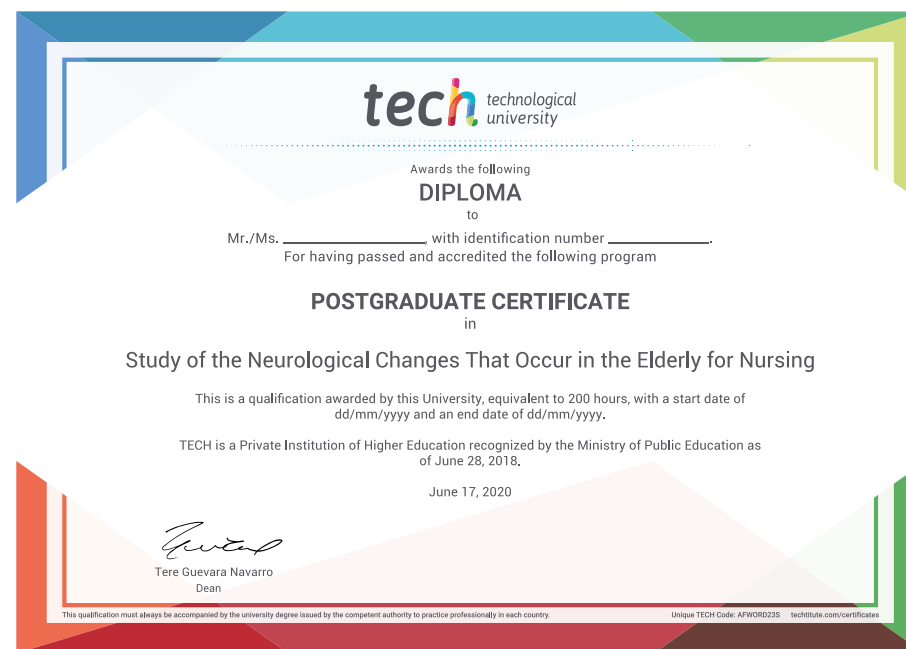 tech technological
university
Awards the following
DIPLOMA
to
Mr./Ms. ____________________, with identification number ______________.
For having passed and accredited the following program
POSTGRADUATE CERTIFICATE
in
Study of the Neurological Changes That Occur in the Elderly for Nursing
This is a qualification awarded by this University, equivalent to 200 hours, with a start date of
dd/mm/yyyy and an end date of dd/mm/yyyy.
TECH is a Private Institution of Higher Education recognized by the Ministry of Public Education as
of June 28, 2018.
June 17, 2020
Tere Guevara Navarro
Dean
This qualification must always be accompanied by the university degree issued by the competent authority to practice professionally in each country. Unique TECH Code: AFWORD23S techtitute.com/certificates